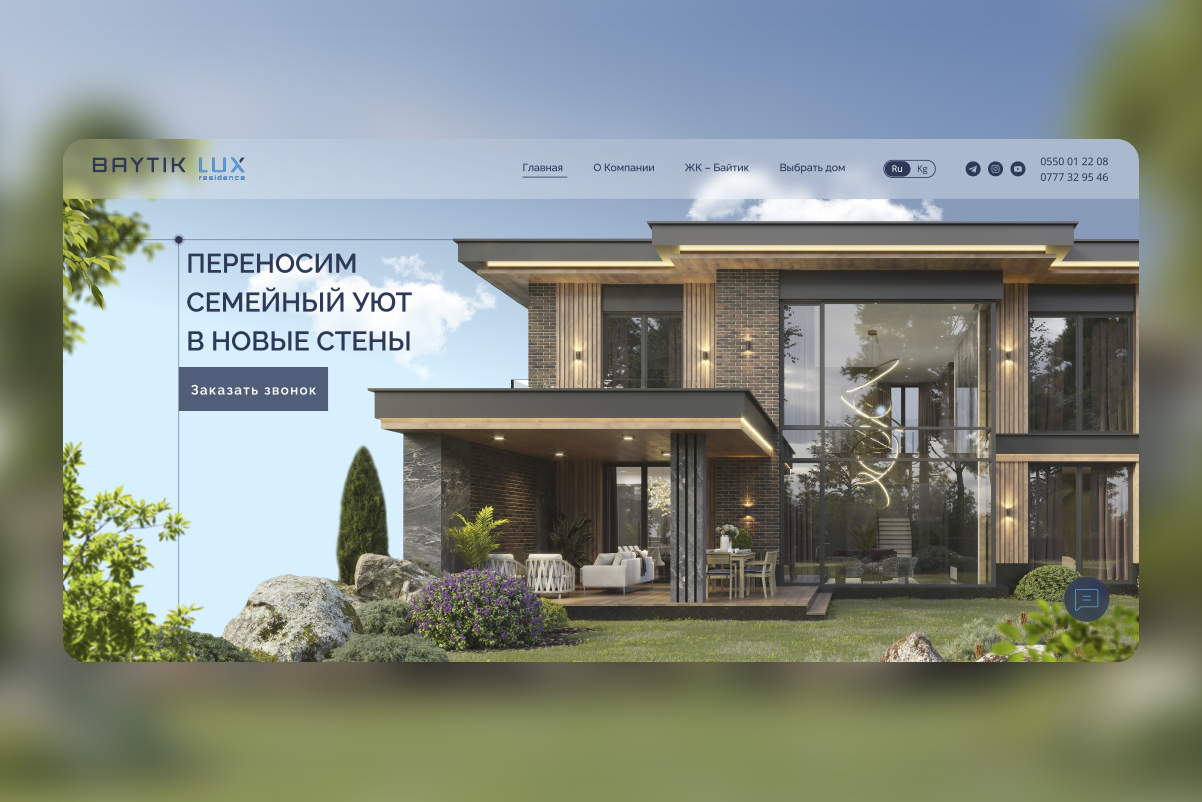 BAYTIK LUX
residence
Главная
О Компании
ЖК – Байтик
Выбрать дом
Ru Kg
0550 01 22 08
0777 32 95 46
ПЕРЕНОСИМ
СЕМЕЙНЫЙ УЮТ
В НОВЫЕ СТЕНЫ
Заказать звонок